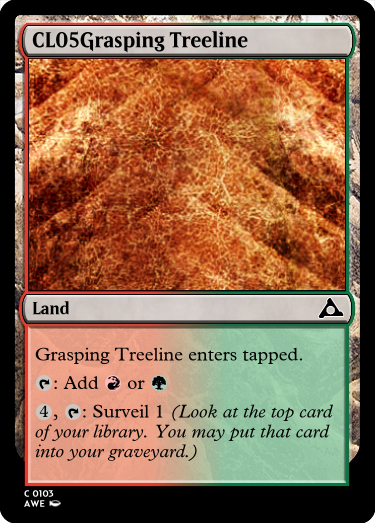 CL05Grasping Treeline
Land
Grasping Treeline enters tapped.
: Add or
4, : Surveil 1 (Look at the top card
of your library. You may put that card
into your graveyard.)
C 0103
AWE